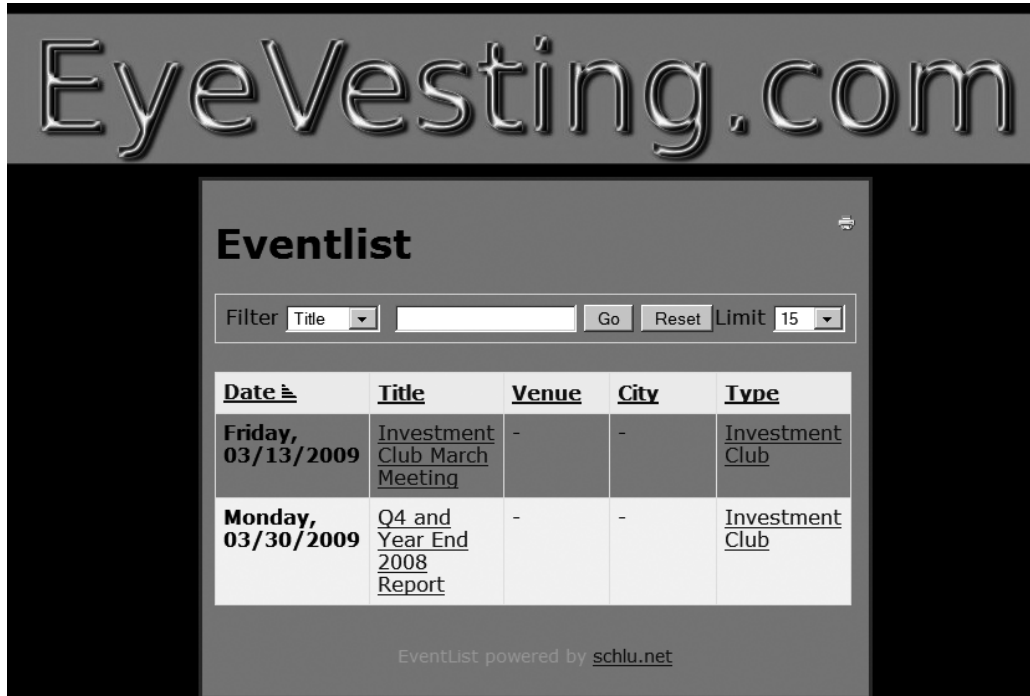 EyeVesting.com
Eventlist
Filter Title Go Reset Limit 15
Date Title Venue City Type
Friday, Investment - - Investment
03/13/2009 Club March Club
Meeting
Monday, Q4 and - - Investment
03/30/2009 Year End Club
2008
Report
EventList powered by schlu.net